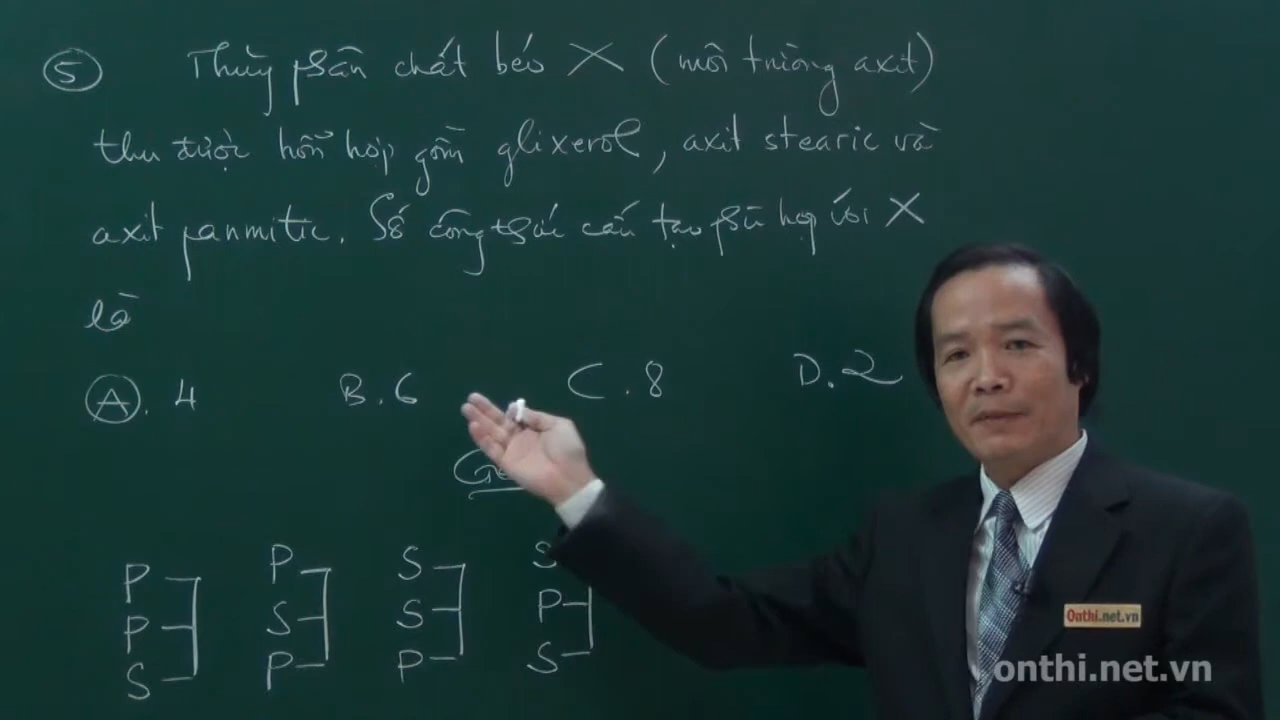 5 Thủy phân chất béo X (môi trường axit)
thu được hỗn hợp gồm glixerol, axit stearic và
axit panmitic. Số công thức cấu tạo phù hợp với X
là
A. 4 B. 6 C. 8 D. 2
P P S S
P S S P
S P P S
Onthi.net.vn
onthi.net.vn